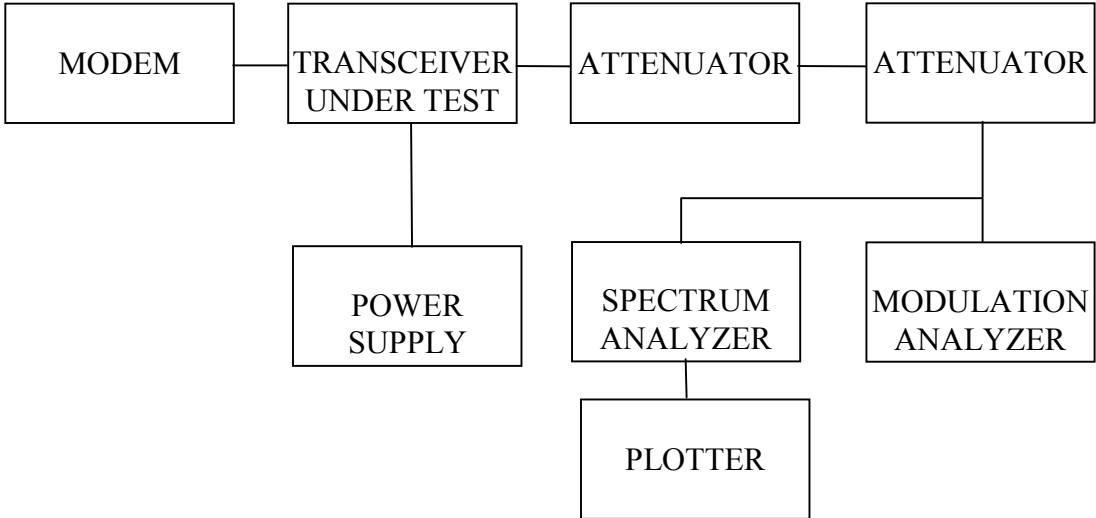 MODEM
TRANSCEIVER
UNDER TEST
ATTENUATOR
ATTENUATOR
POWER
SUPPLY
SPECTRUM
ANALYZER
MODULATION
ANALYZER
PLOTTER